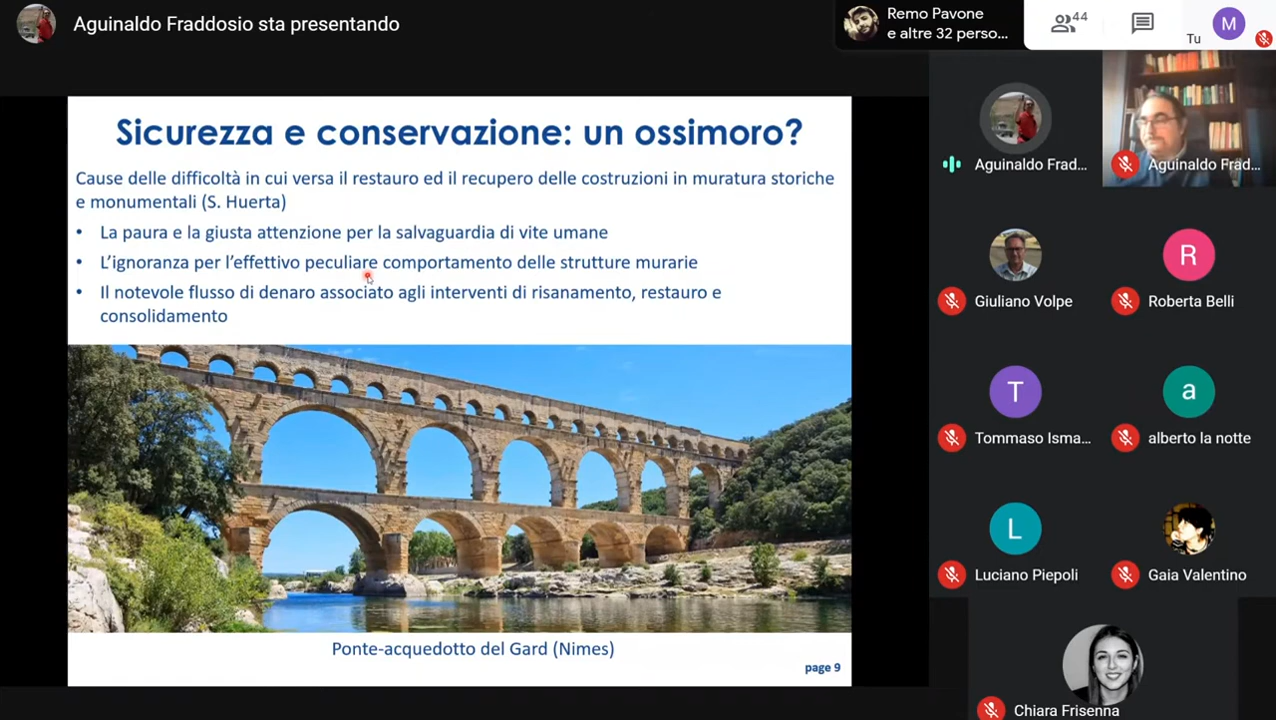 Aguinaldo Fraddosio sta presentando
Remo Pavone
e altre 32 perso...
44
Tu
M
Sicurezza e conservazione: un ossimoro?
Cause delle difficoltà in cui versa il restauro ed il recupero delle costruzioni in muratura storiche
e monumentali (S. Huerta)
• La paura e la giusta attenzione per la salvaguardia di vite umane
• L'ignoranza per l'effettivo peculiare comportamento delle strutture murarie
• Il notevole flusso di denaro associato agli interventi di risanamento, restauro e
consolidamento
Ponte-acquedotto del Gard (Nimes)
page 9
Aguinaldo Frad...
Aguinaldo Frad...
Giuliano Volpe
R
Roberta Belli
T
Tommaso Isma...
a
alberto la notte
L
Luciano Piepoli
Gaia Valentino
Chiara Frisenna